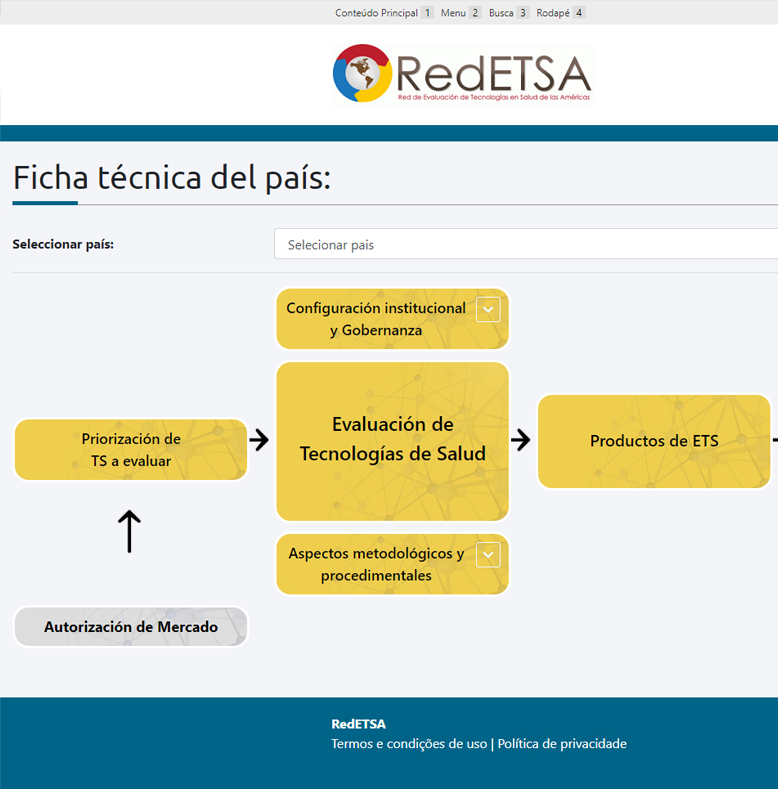 Conteúdo Principal 1 Menu 2 Busca 3 Rodapé 4
RedETSA
Red de Evaluación de Tecnologías en Salud de las Américas
Ficha técnica del país:
Seleccionar país:
Selecionar pais
Configuración institucional
y Gobernanza
Evaluación de
Tecnologías de Salud
Priorización de
TS a evaluar
Productos de ETS
Aspectos metodológicos y
procedimentales
Autorización de Mercado
RedETSA
Termos e condições de uso | Política de privacidade